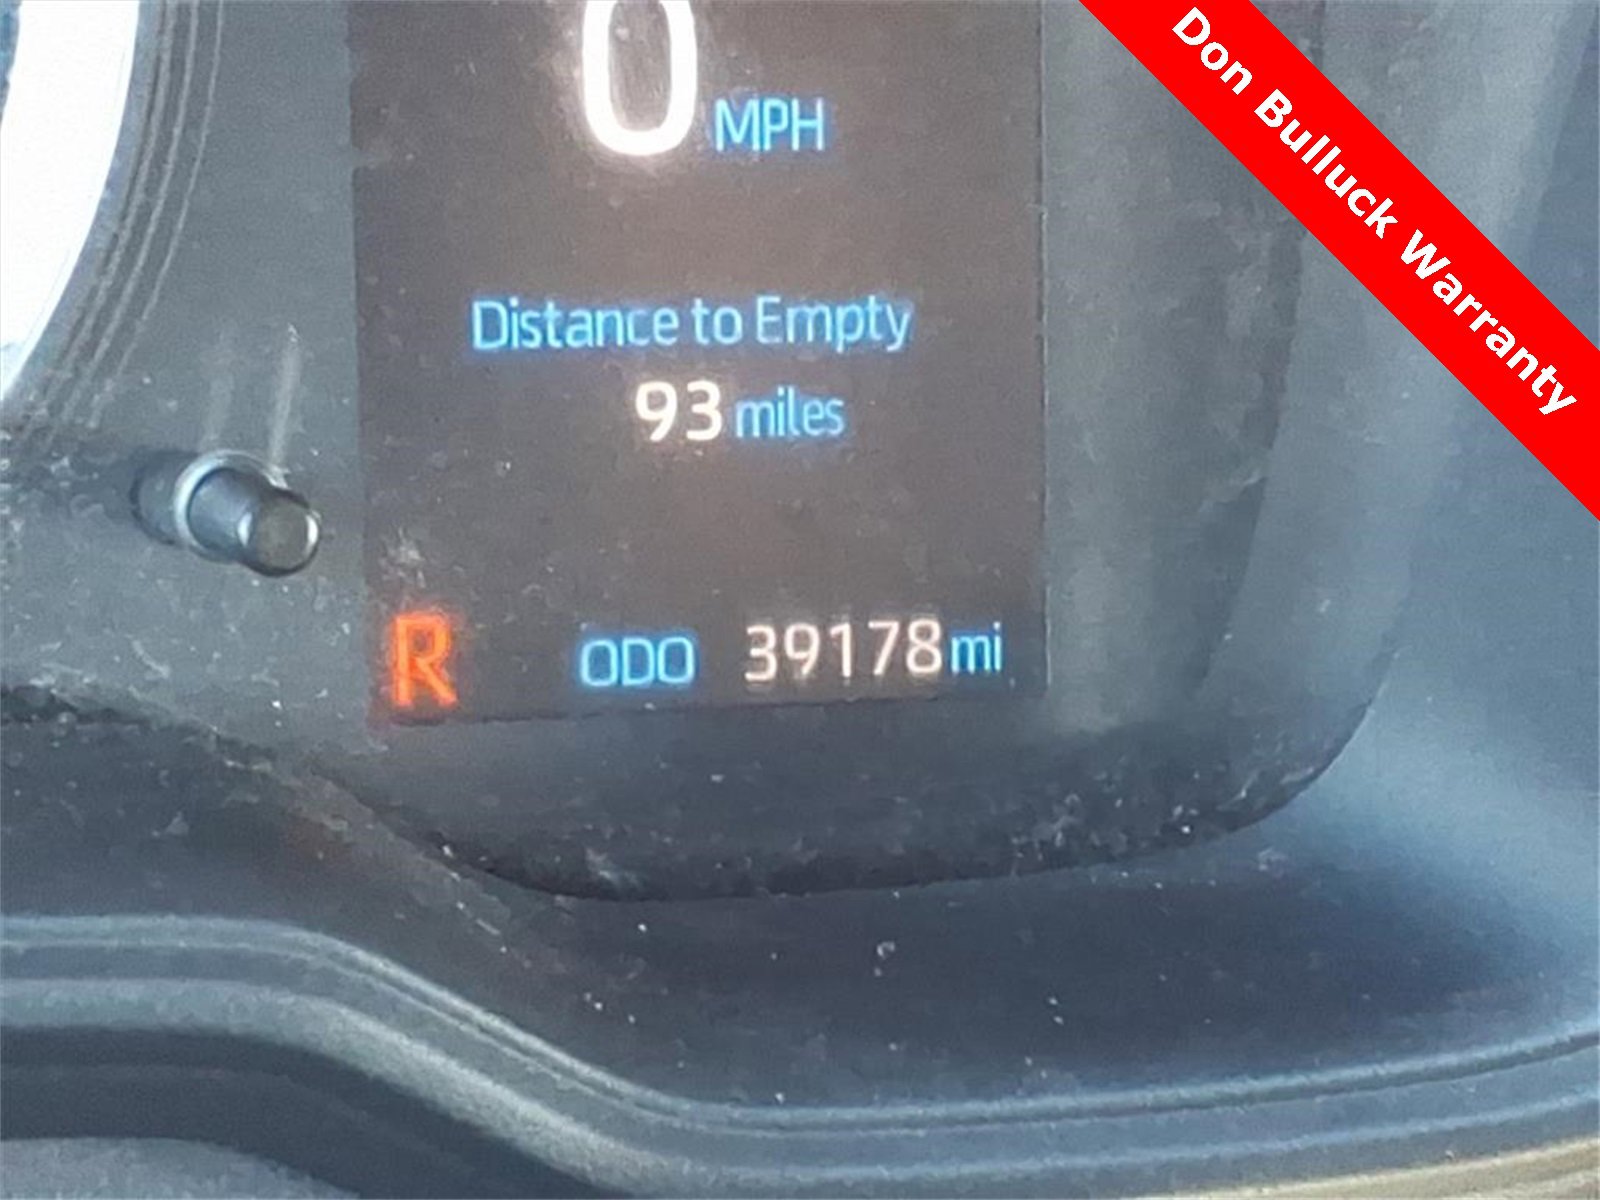 0 MPH
Don Bulluck Warranty
Distance to Empty
93 miles
R ODO 39178 mi